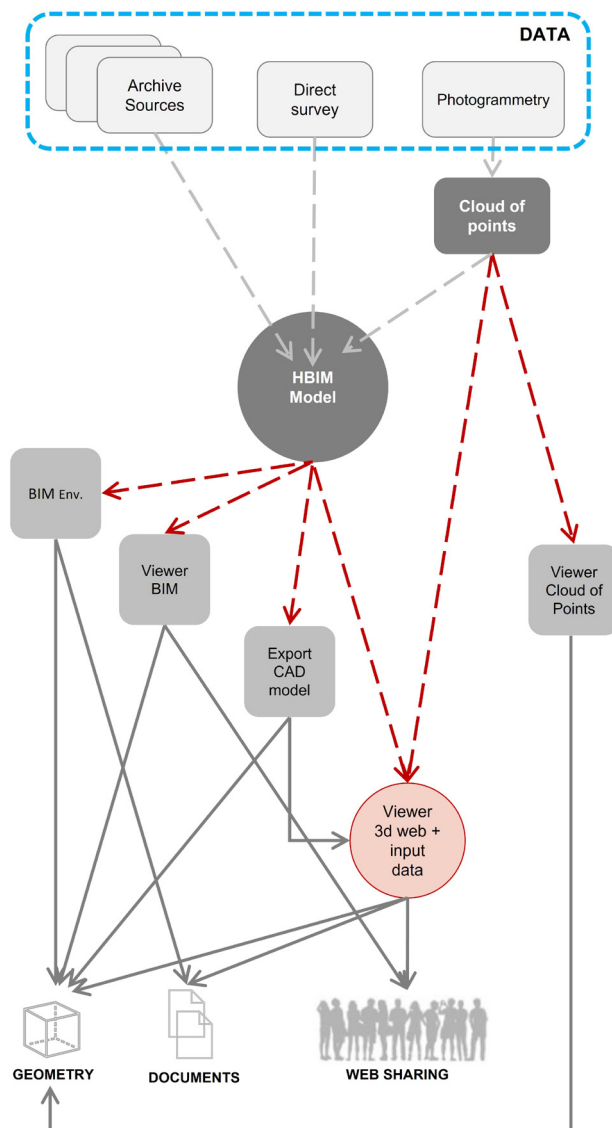 DATA
Archive
Sources
Direct
survey
Photogrammetry
Cloud of
points
HBIM
Model
BIM Env.
Viewer
BIM
Viewer
Cloud of
Points
Export
CAD
model
Viewer
3d web +
input
data
GEOMETRY
DOCUMENTS
WEB SHARING